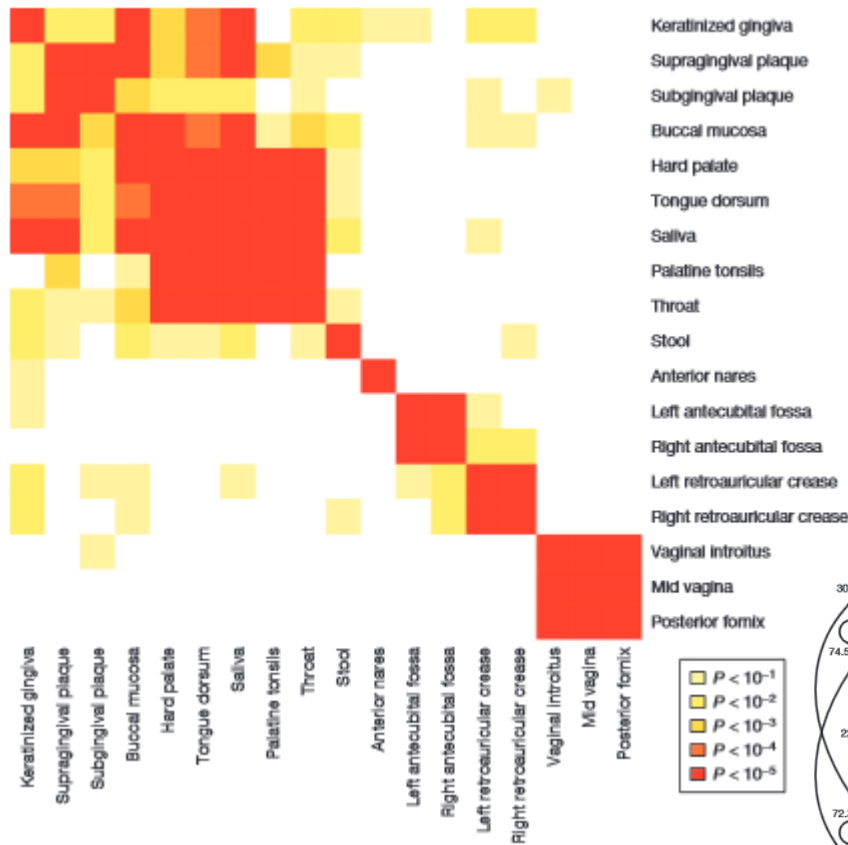 Keratinized gingiva
Supragingival plaque
Subgingival plaque
Buccal mucosa
Hard palate
Tongue dorsum
Saliva
Palatine tonsils
Throat
Stool
Anterior nares
Left antecubital fossa
Right antecubital fossa
Left retroauricular crease
Right retroauricular crease
Vaginal introitus
Mid vagina
Posterior fornix
Keratinized gingiva
Supragingival plaque
Subgingival plaque
Buccal mucosa
Hard palate
Tongue dorsum
Saliva
Palatine tonsils
Throat
Stool
Anterior nares
Left antecubital fossa
Right antecubital fossa
Left retroauricular crease
Right retroauricular crease
Vaginal introitus
Mid vagina
Posterior fornix
P < 10⁻¹
P < 10⁻²
P < 10⁻³
P < 10⁻⁴
P < 10⁻⁵
30
74.5